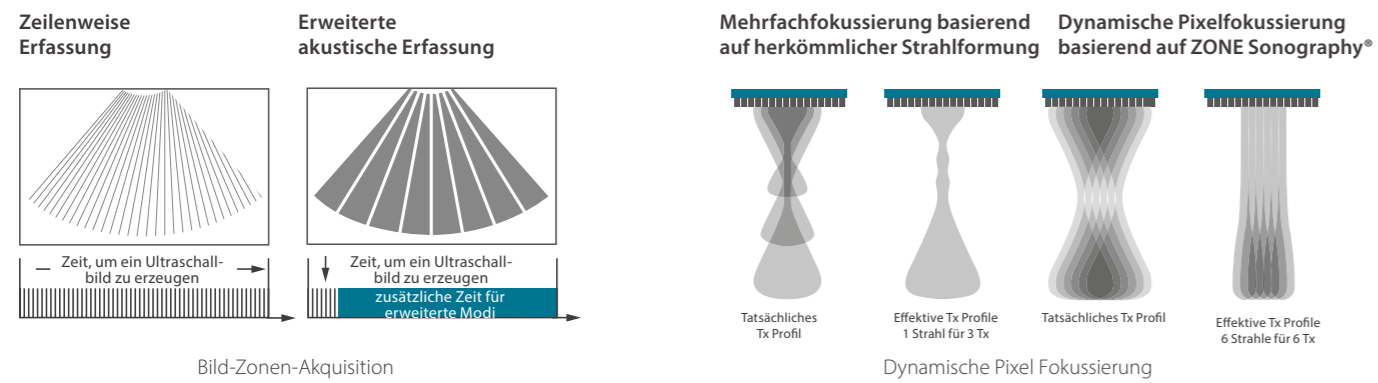 Zeilenweise
Erfassung
Erweiterte
akustische Erfassung
Zeit, um ein Ultraschall-
bild zu erzeugen
Zeit, um ein Ultraschall-
bild zu erzeugen
zusätzliche Zeit für
erweiterte Modi
Bild-Zonen-Akquisition
Mehrfachfokussierung basierend
auf herkömmlicher Strahlformung
Dynamische Pixelfokussierung
basierend auf ZONE Sonography®
Tatsächliches
Tx Profil
Effektive Tx Profile
1 Strahl für 3 Tx
Tatsächliches Tx Profil
Effektive Tx Profile
6 Strahle für 6 Tx
Dynamische Pixel Fokussierung